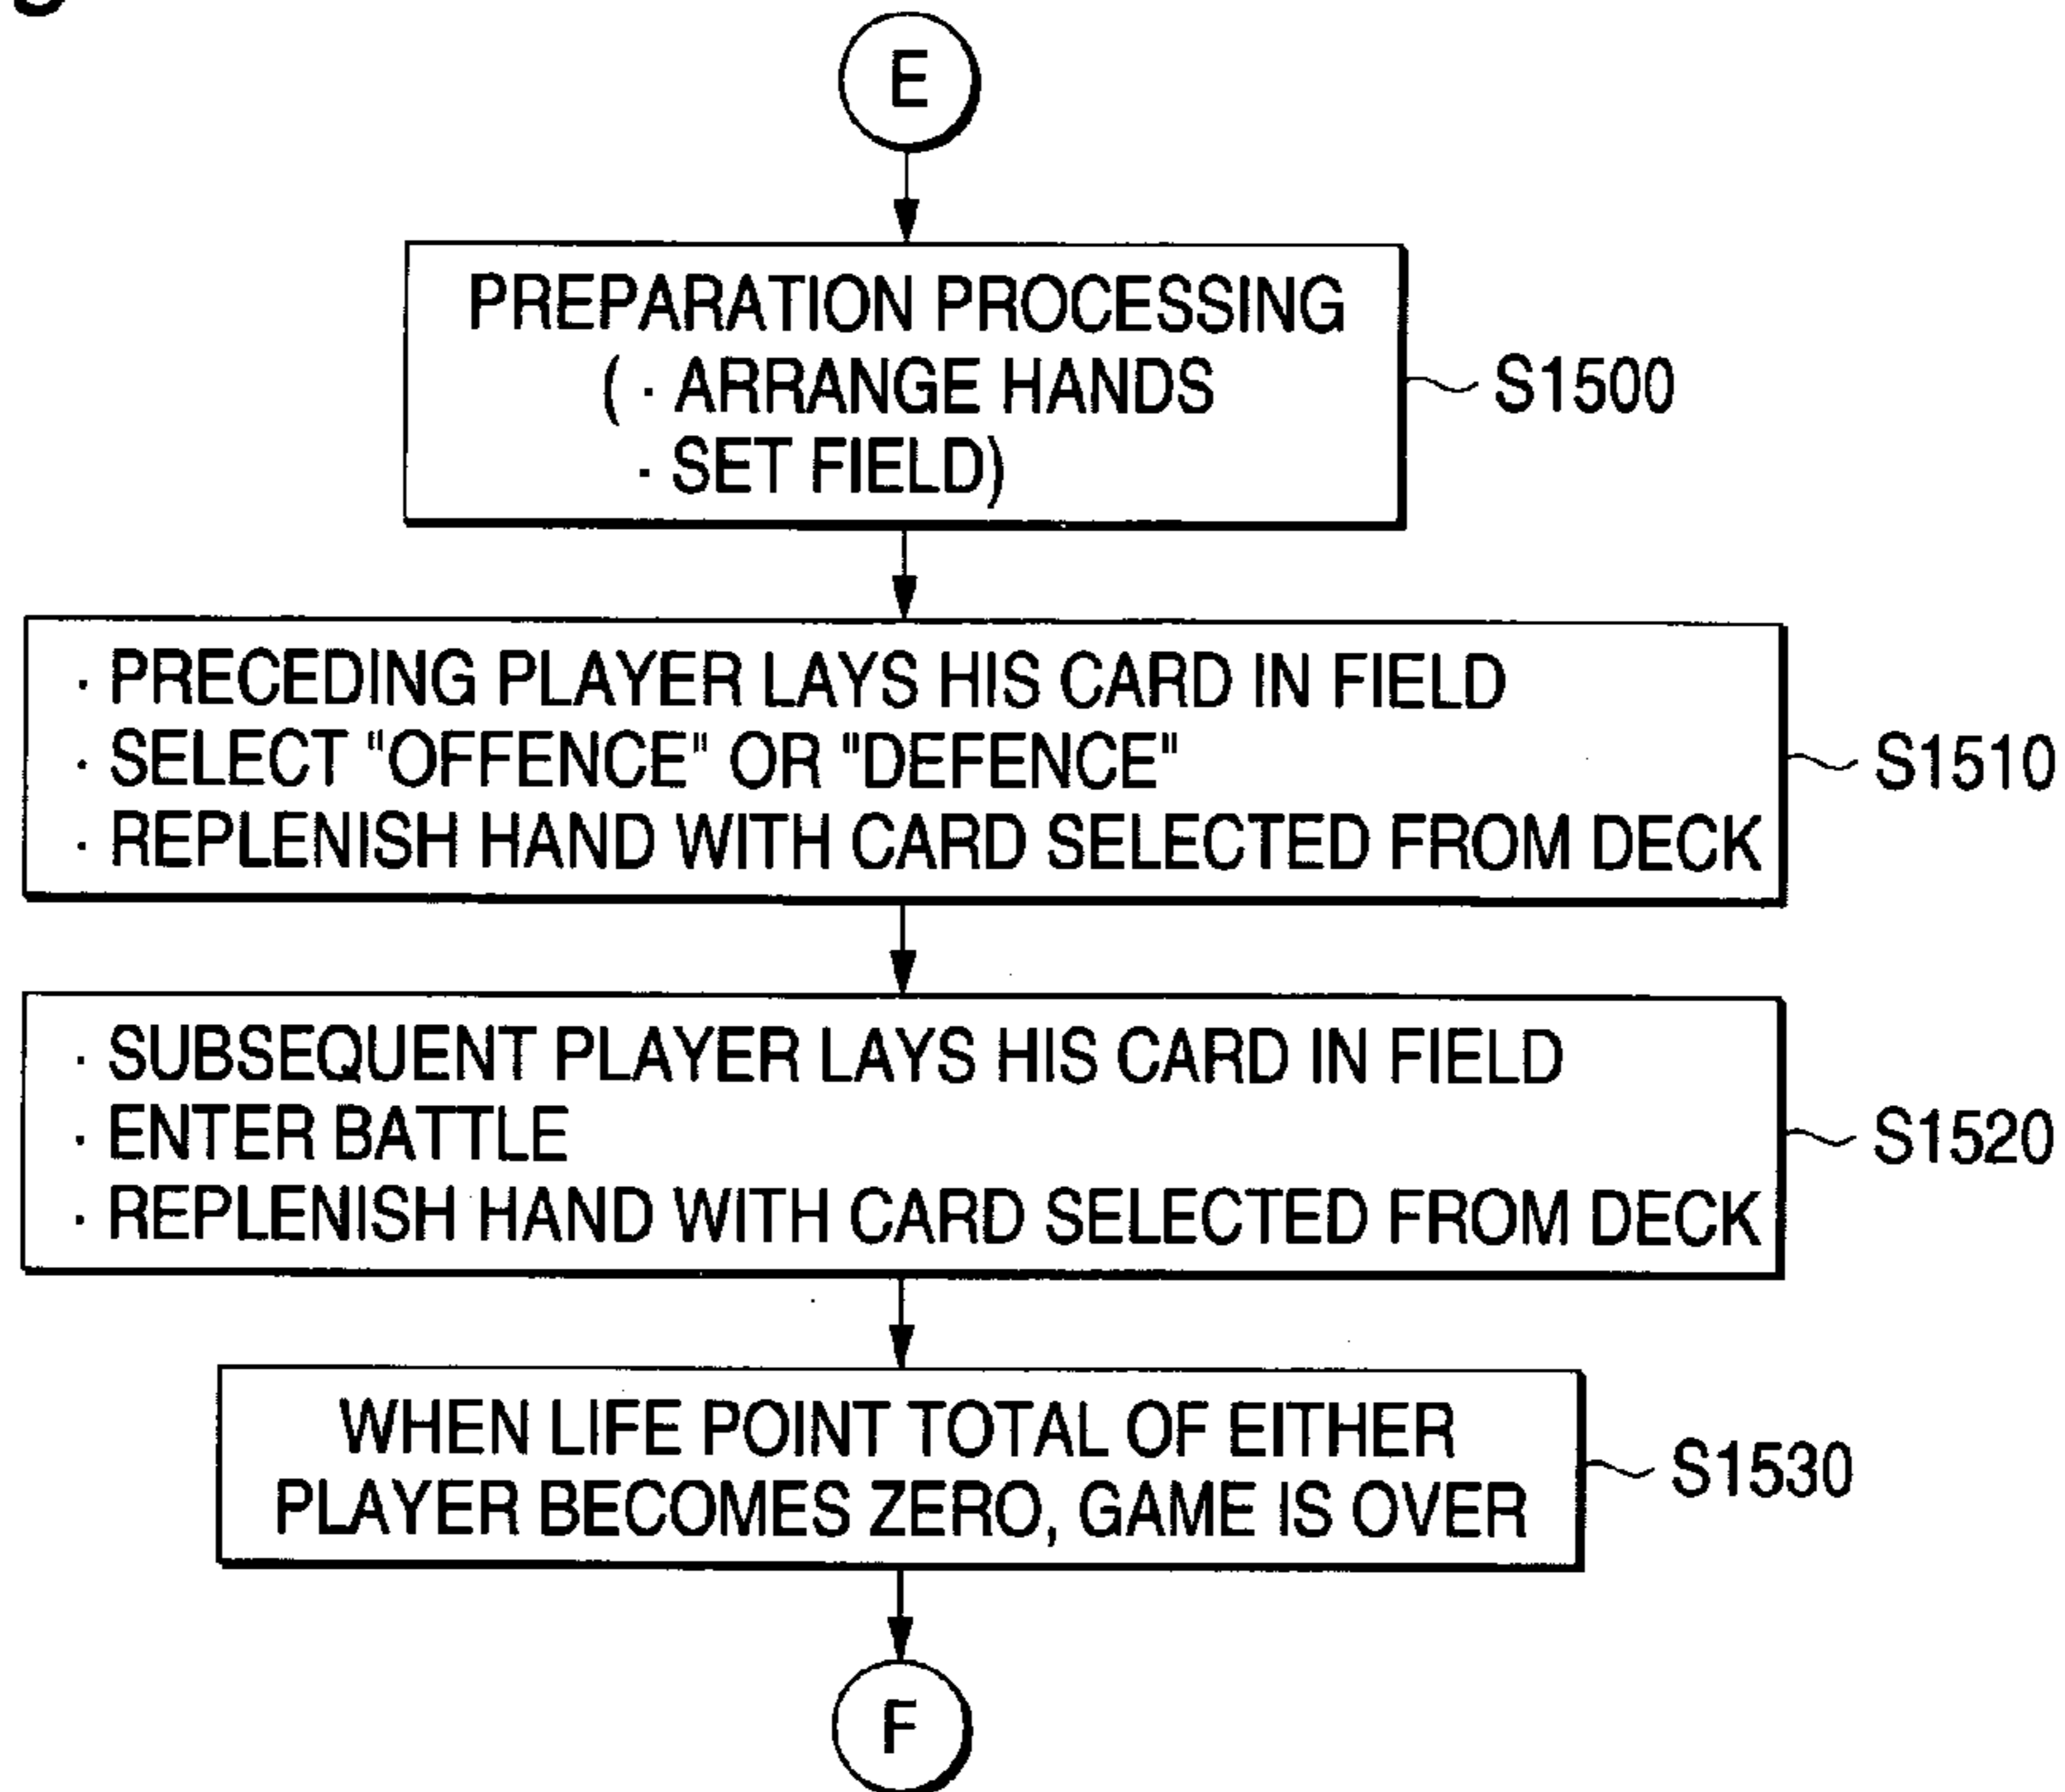 E
PREPARATION PROCESSING
( · ARRANGE HANDS
· SET FIELD)
S1500
· PRECEDING PLAYER LAYS HIS CARD IN FIELD
· SELECT "OFFENCE" OR "DEFENCE"
· REPLENISH HAND WITH CARD SELECTED FROM DECK
S1510
· SUBSEQUENT PLAYER LAYS HIS CARD IN FIELD
· ENTER BATTLE
· REPLENISH HAND WITH CARD SELECTED FROM DECK
S1520
WHEN LIFE POINT TOTAL OF EITHER
PLAYER BECOMES ZERO, GAME IS OVER
S1530
F